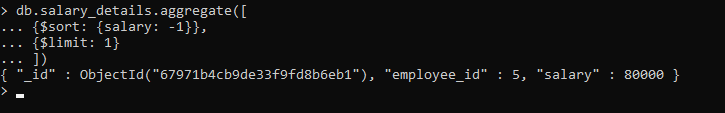 > db.salary_details.aggregate([
... {$sort: {salary: -1}},
... {$limit: 1}
... ])
{ "_id" : ObjectId("67971b4cb9de33f9fd8b6eb1"), "employee_id" : 5, "salary" : 80000 }
>